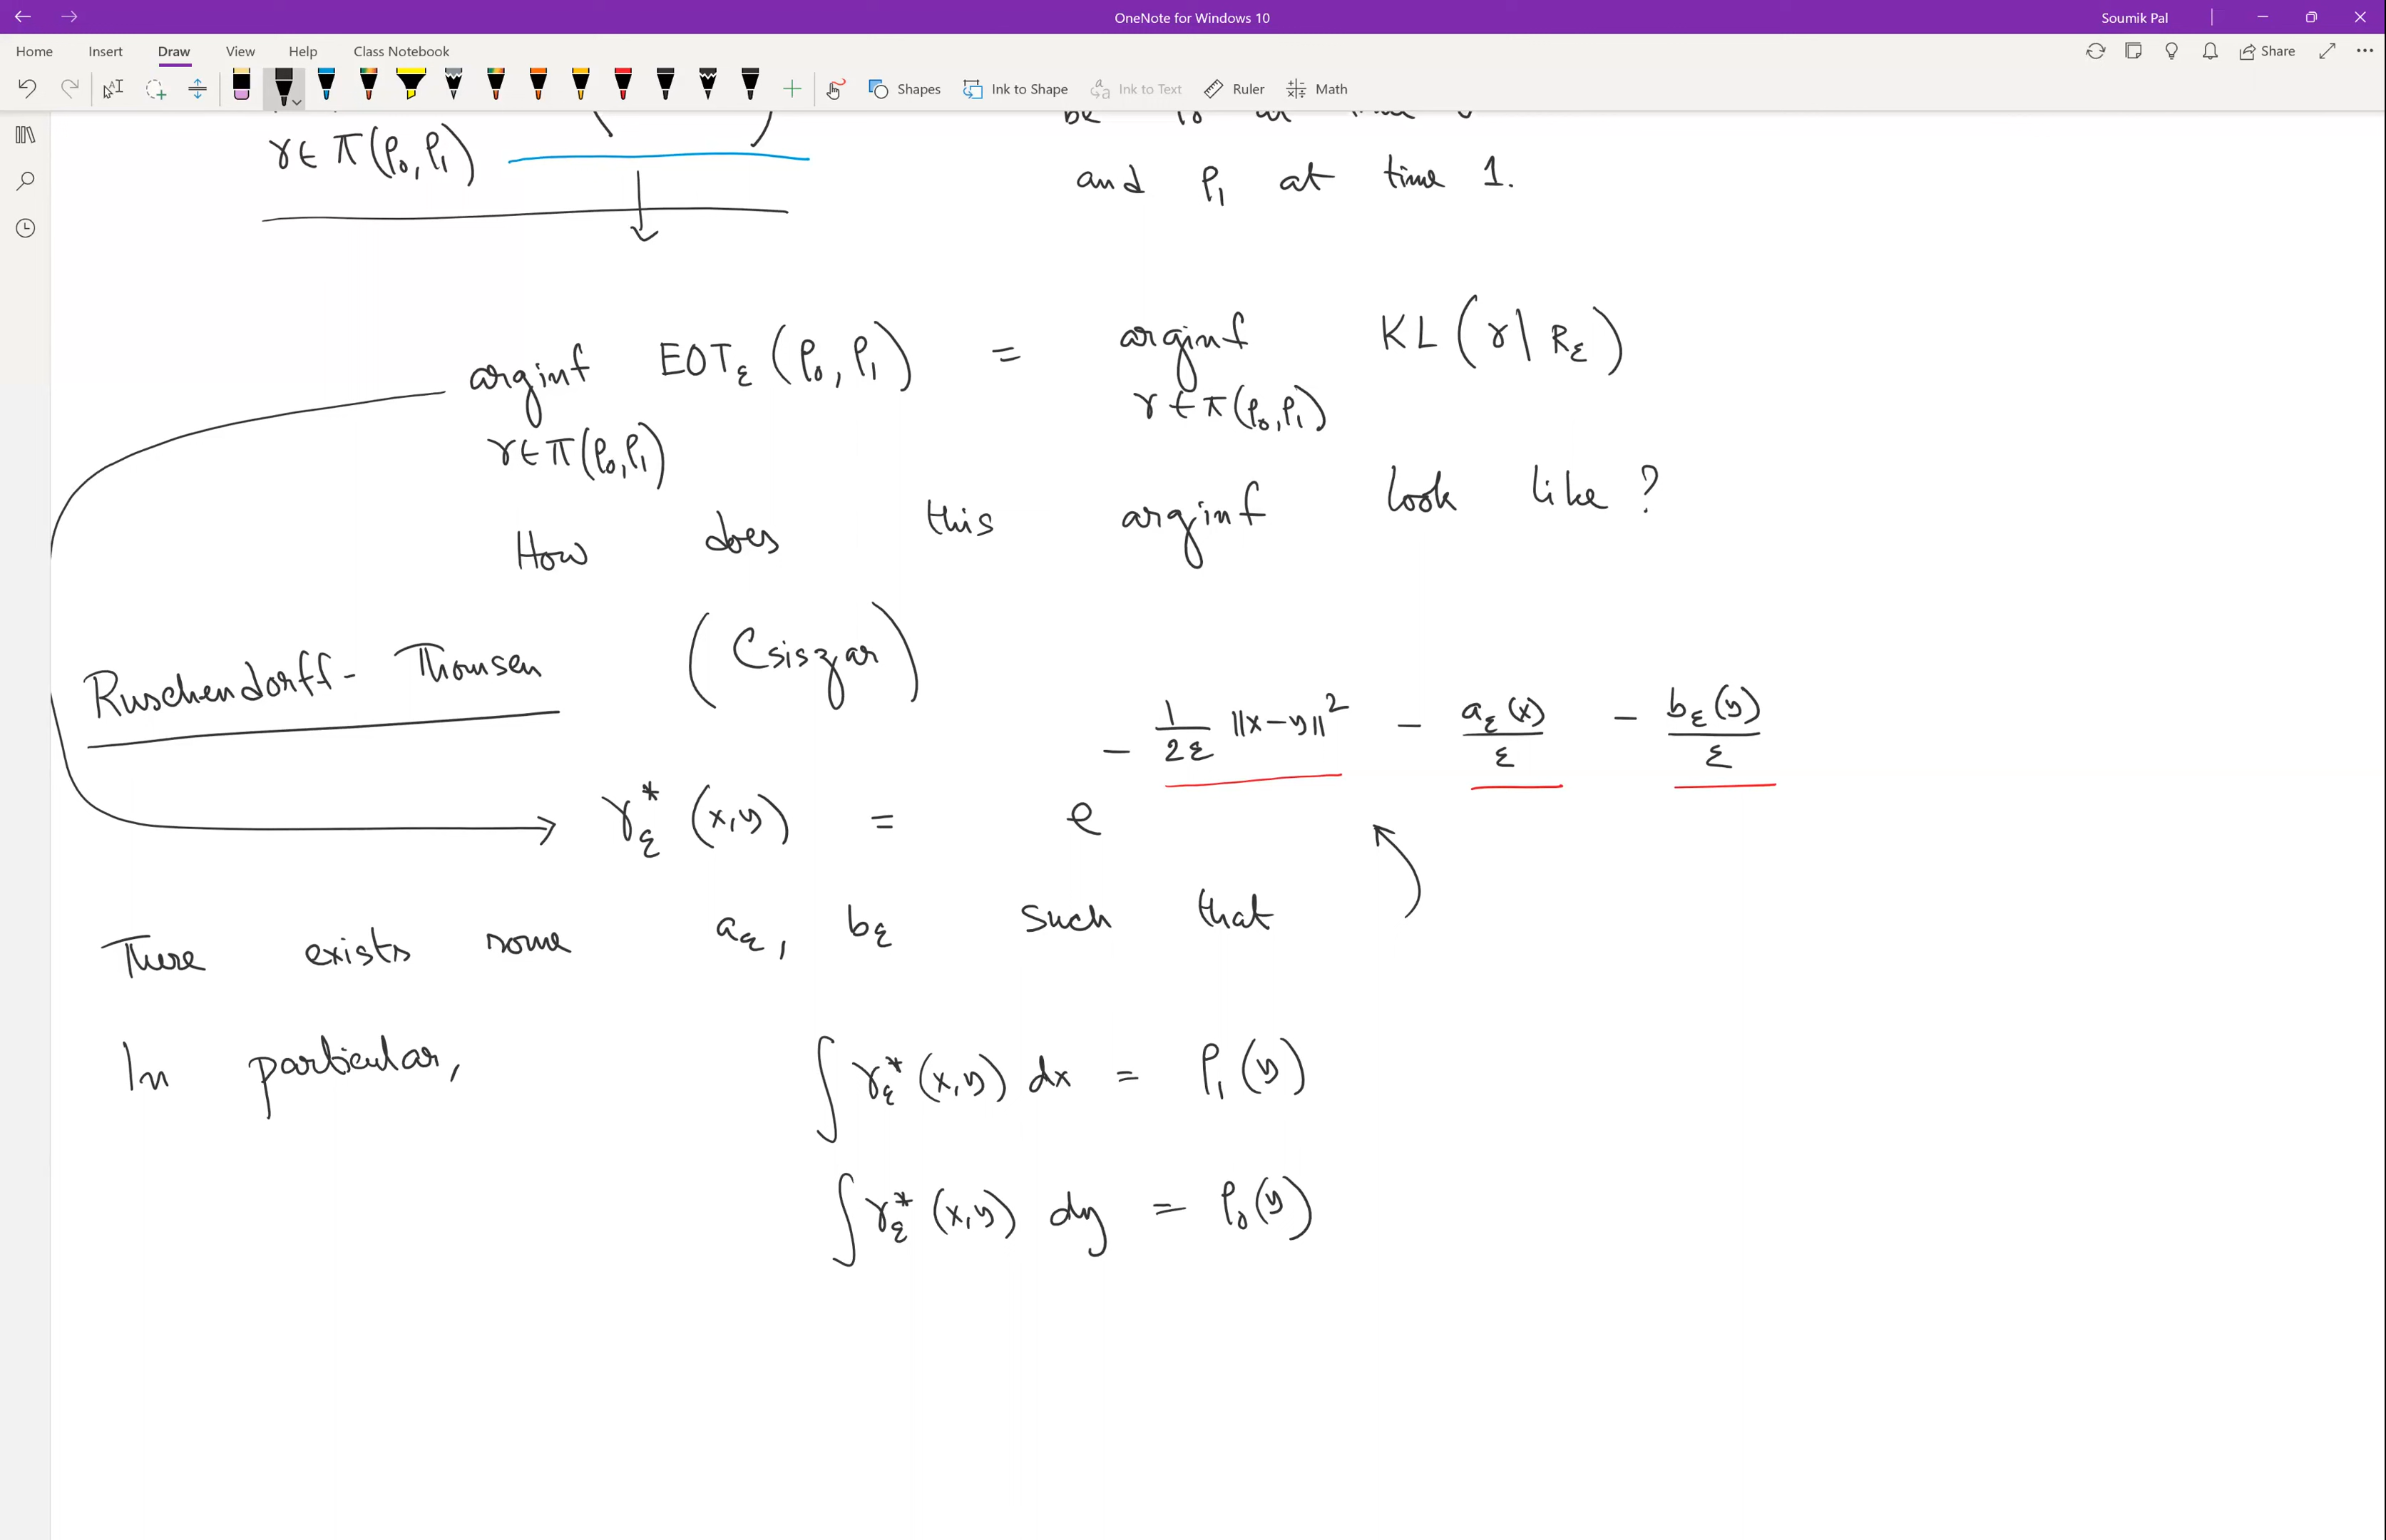 OneNote for Windows 10
Soumik Pal
Home Insert Draw View Help Class Notebook
Share
Shapes Ink to Shape Ink to Text Ruler Math
γ ∈ Π(ρ₀, ρ₁)
and ρ₁ at time 1.
arginf EOT_ε (ρ₀, ρ₁) = arginf KL(γ | R_ε)
γ ∈ Π(ρ₀, ρ₁) γ ∈ π(ρ₀, ρ₁)
How does this arginf look like ?
Ruschendorff - Thomsen (Csiszar)
γ*_ε (x,y) = e^{- 1/2ε ||x-y||² - a_ε(x)/ε - b_ε(y)/ε}
There exists some a_ε, b_ε such that
In particular, ∫ γ*_ε (x,y) dx = ρ₁(y)
∫ γ*_ε (x,y) dy = ρ₀(y)